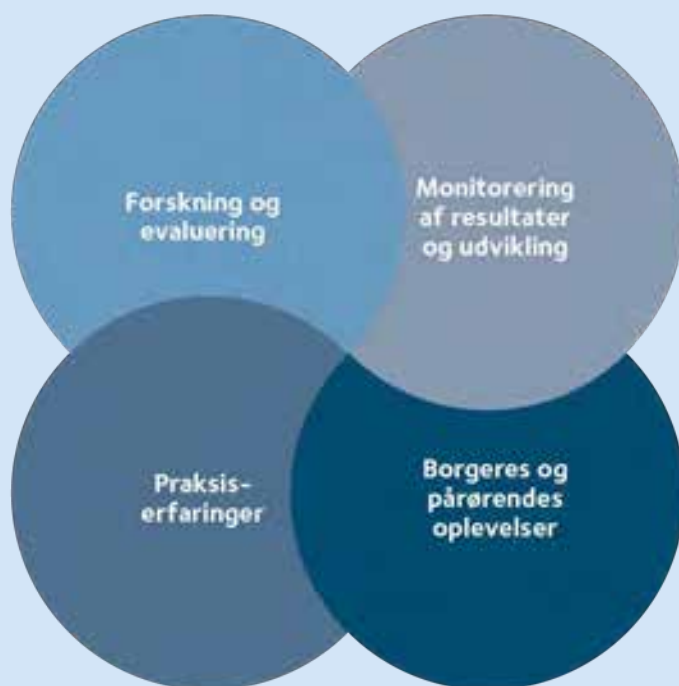 Forskning og
evaluering
Monitorering
af resultater
og udvikling
Praksis-
erfaringer
Borgeres og
pårørendes
oplevelser